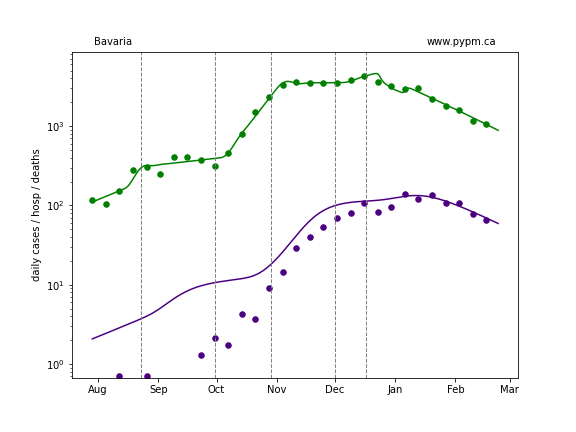 Bavaria www.pypm.ca
daily cases / hosp / deaths
10³
10²
10¹
10⁰
Aug Sep Oct Nov Dec Jan Feb Mar